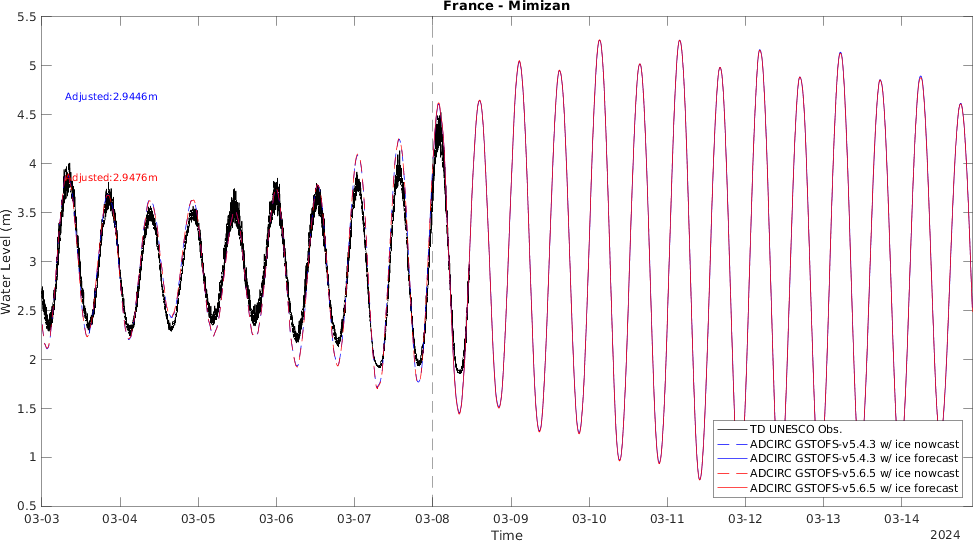 France - Mimizan
5.5
5
4.5
4
3.5
3
2.5
2
1.5
1
0.5
Water Level (m)
Adjusted:2.9446m
Adjusted:2.9476m
TD UNESCO Obs.
ADCIRC GSTOFS-v5.4.3 w/ ice nowcast
ADCIRC GSTOFS-v5.4.3 w/ ice forecast
ADCIRC GSTOFS-v5.6.5 w/ ice nowcast
ADCIRC GSTOFS-v5.6.5 w/ ice forecast
03-03 03-04 03-05 03-06 03-07 03-08 03-09 03-10 03-11 03-12 03-13 03-14
Time
2024